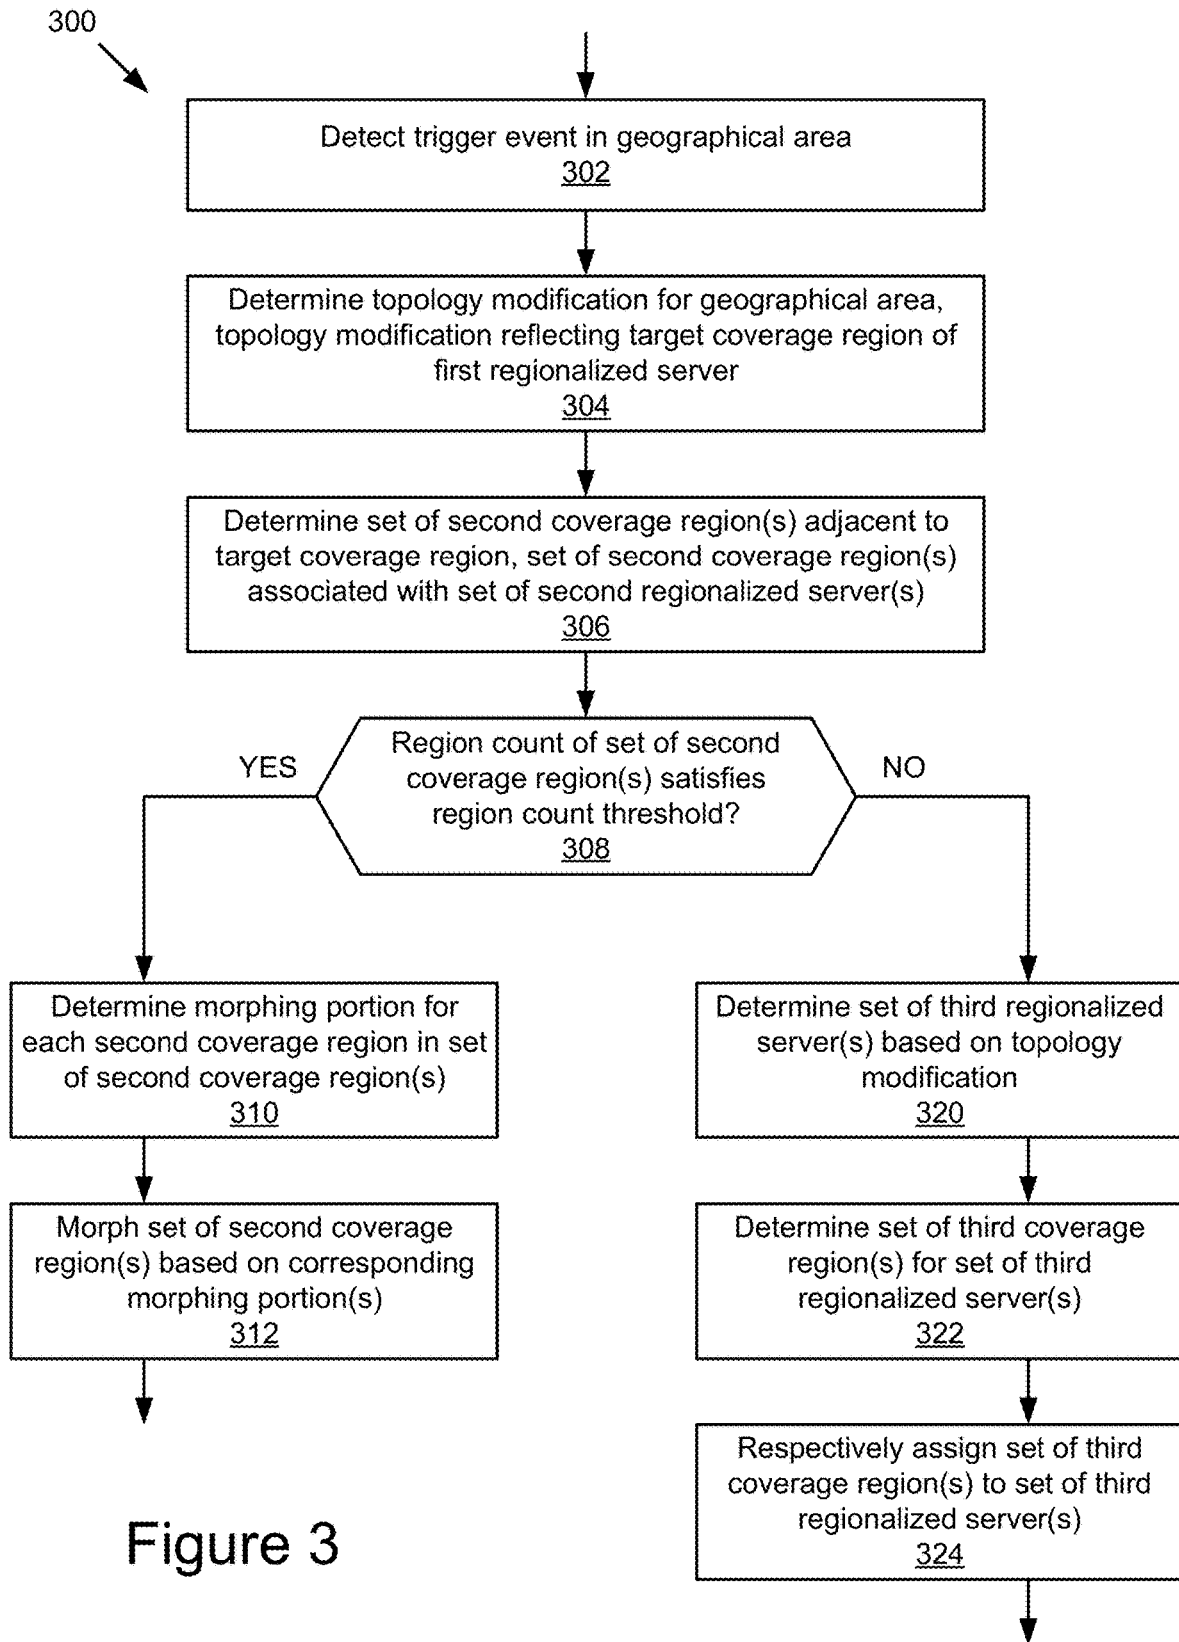 300
Detect trigger event in geographical area
302
Determine topology modification for geographical area,
topology modification reflecting target coverage region of
first regionalized server
304
Determine set of second coverage region(s) adjacent to
target coverage region, set of second coverage region(s)
associated with set of second regionalized server(s)
306
Region count of set of second
coverage region(s) satisfies
region count threshold?
308
YES
NO
Determine morphing portion for
each second coverage region in set
of second coverage region(s)
310
Morph set of second coverage
region(s) based on corresponding
morphing portion(s)
312
Determine set of third regionalized
server(s) based on topology
modification
320
Determine set of third coverage
region(s) for set of third
regionalized server(s)
322
Respectively assign set of third
coverage region(s) to set of third
regionalized server(s)
324
Figure 3